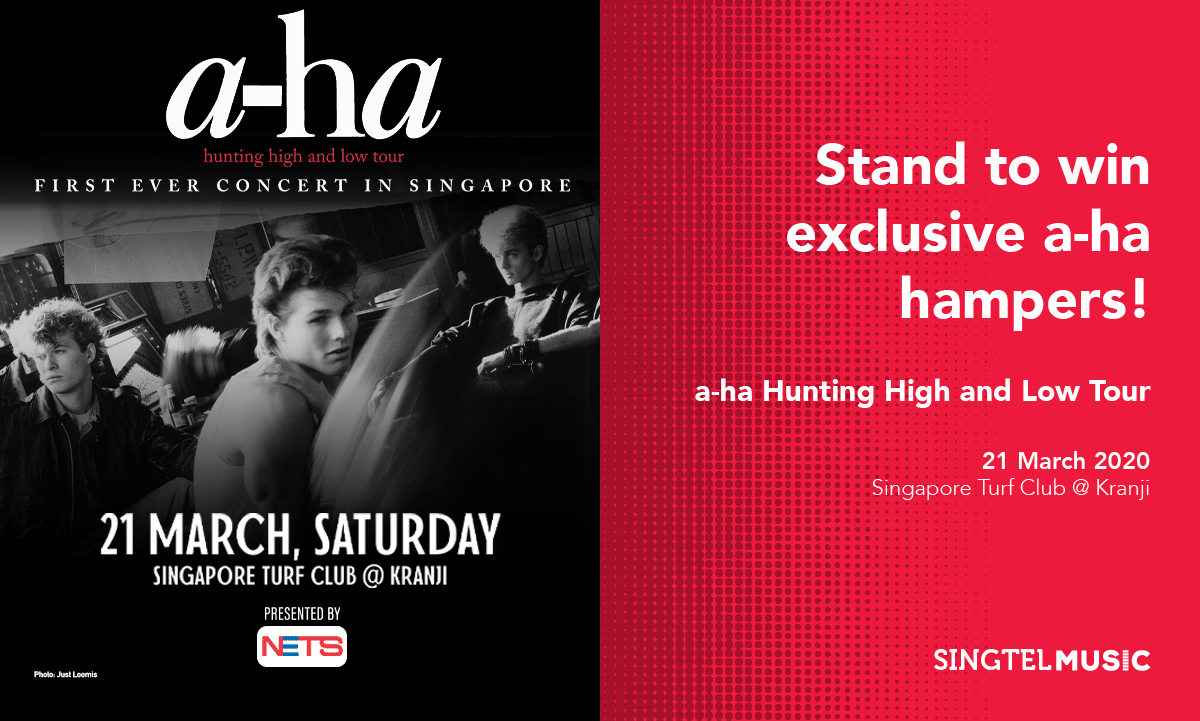 a-ha
hunting high and low tour
FIRST EVER CONCERT IN SINGAPORE
21 MARCH, SATURDAY
SINGAPORE TURF CLUB @ KRANJI
PRESENTED BY
NETS
Photo: Just Loomis
Stand to win
exclusive a-ha
hampers!
a-ha Hunting High and Low Tour
21 March 2020
Singapore Turf Club @ Kranji
SINGTEL MUSIC